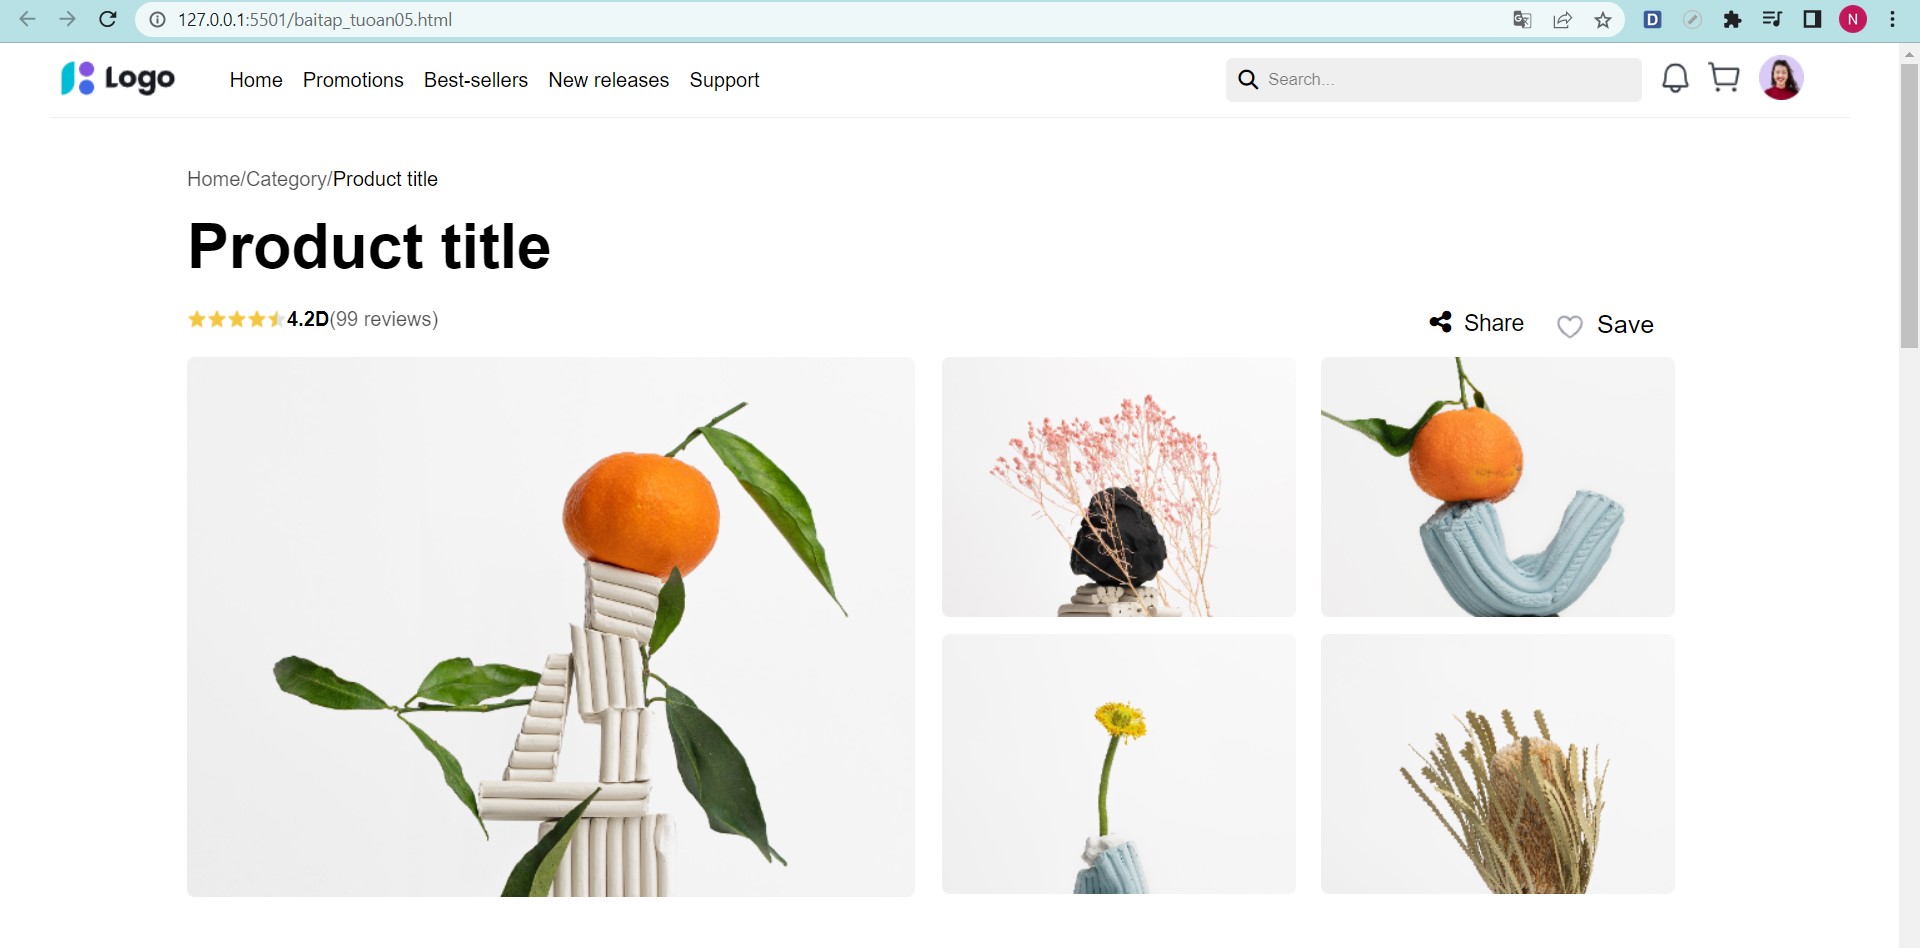 127.0.0.1:5501/baitap_tuoan05.html
D
N
Logo Home Promotions Best-sellers New releases Support Search...
Home/Category/Product title
Product title
4.2D(99 reviews) Share Save